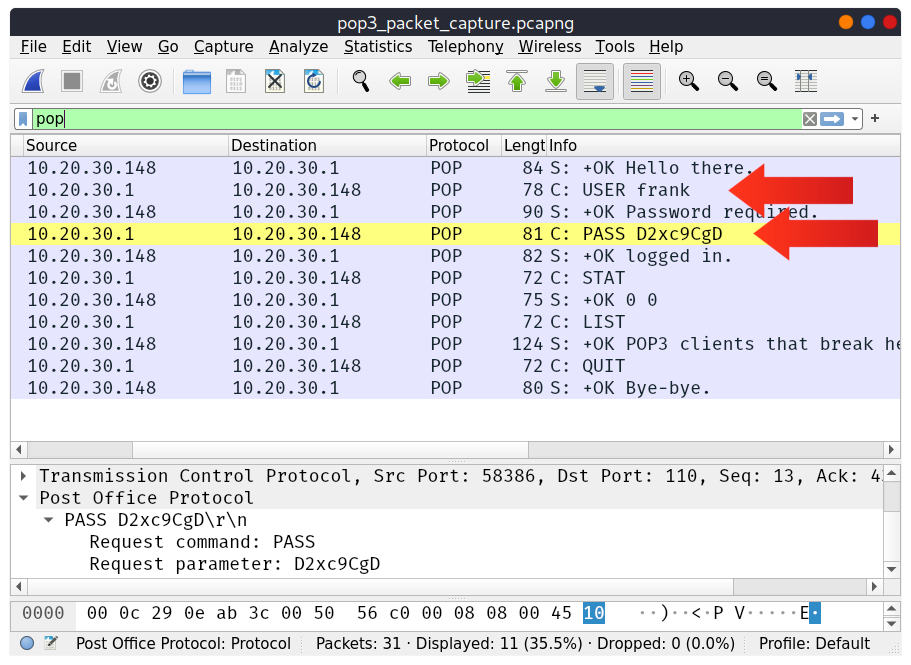 pop3_packet_capture.pcapng
File Edit View Go Capture Analyze Statistics Telephony Wireless Tools Help
pop
Source Destination Protocol Lengt Info
10.20.30.148 10.20.30.1 POP 84 S: +OK Hello there.
10.20.30.1 10.20.30.148 POP 78 C: USER frank
10.20.30.148 10.20.30.1 POP 90 S: +OK Password required.
10.20.30.1 10.20.30.148 POP 81 C: PASS D2xc9CgD
10.20.30.148 10.20.30.1 POP 82 S: +OK logged in.
10.20.30.1 10.20.30.148 POP 72 C: STAT
10.20.30.148 10.20.30.1 POP 75 S: +OK 0 0
10.20.30.1 10.20.30.148 POP 72 C: LIST
10.20.30.148 10.20.30.1 POP 124 S: +OK POP3 clients that break he
10.20.30.1 10.20.30.148 POP 72 C: QUIT
10.20.30.148 10.20.30.1 POP 80 S: +OK Bye-bye.
Transmission Control Protocol, Src Port: 58386, Dst Port: 110, Seq: 13, Ack: 4
Post Office Protocol
PASS D2xc9CgD\r\n
Request command: PASS
Request parameter: D2xc9CgD
0000 00 0c 29 0e ab 3c 00 50 56 c0 00 08 08 00 45 10 ··)··<·P V·····E·
Post Office Protocol: Protocol Packets: 31 · Displayed: 11 (35.5%) · Dropped: 0 (0.0%) Profile: Default